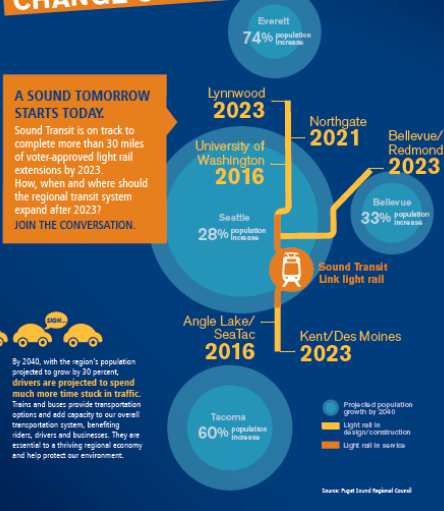 CHANGE
Everett
74% population increase
A SOUND TOMORROW
STARTS TODAY.
Sound Transit is on track to
complete more than 30 miles
of voter-approved light rail
extensions by 2023.
How, when and where should
the regional transit system
expand after 2023?
JOIN THE CONVERSATION.
Lynnwood
2023
Northgate
2021
University of
Washington
2016
Bellevue/
Redmond
2023
Bellevue
33% population increase
Seattle
28% population increase
Sound Transit
Link light rail
Angle Lake/
SeaTac
2016
Kent/Des Moines
2023
SIGH...
By 2040, with the region's population
projected to grow by 30 percent,
drivers are projected to spend
much more time stuck in traffic.
Trains and buses provide transportation
options and add capacity to our overall
transportation system, benefiting
riders, drivers and businesses. They are
essential to a thriving regional economy
and help protect our environment.
Tacoma
60% population increase
Projected population
growth by 2040
Light rail in
design/construction
Light rail in service
Source: Puget Sound Regional Council